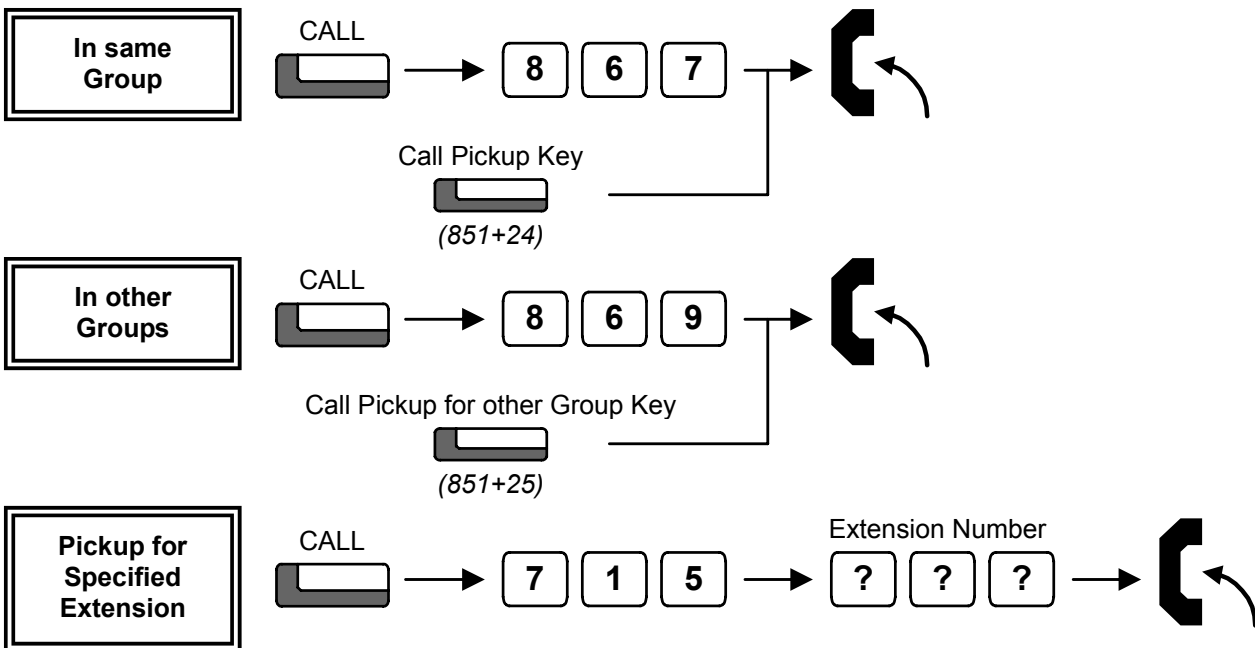 In same
Group
CALL
8 6 7
Call Pickup Key
(851+24)
In other
Groups
CALL
8 6 9
Call Pickup for other Group Key
(851+25)
Pickup for
Specified
Extension
CALL
7 1 5
Extension Number
? ? ?